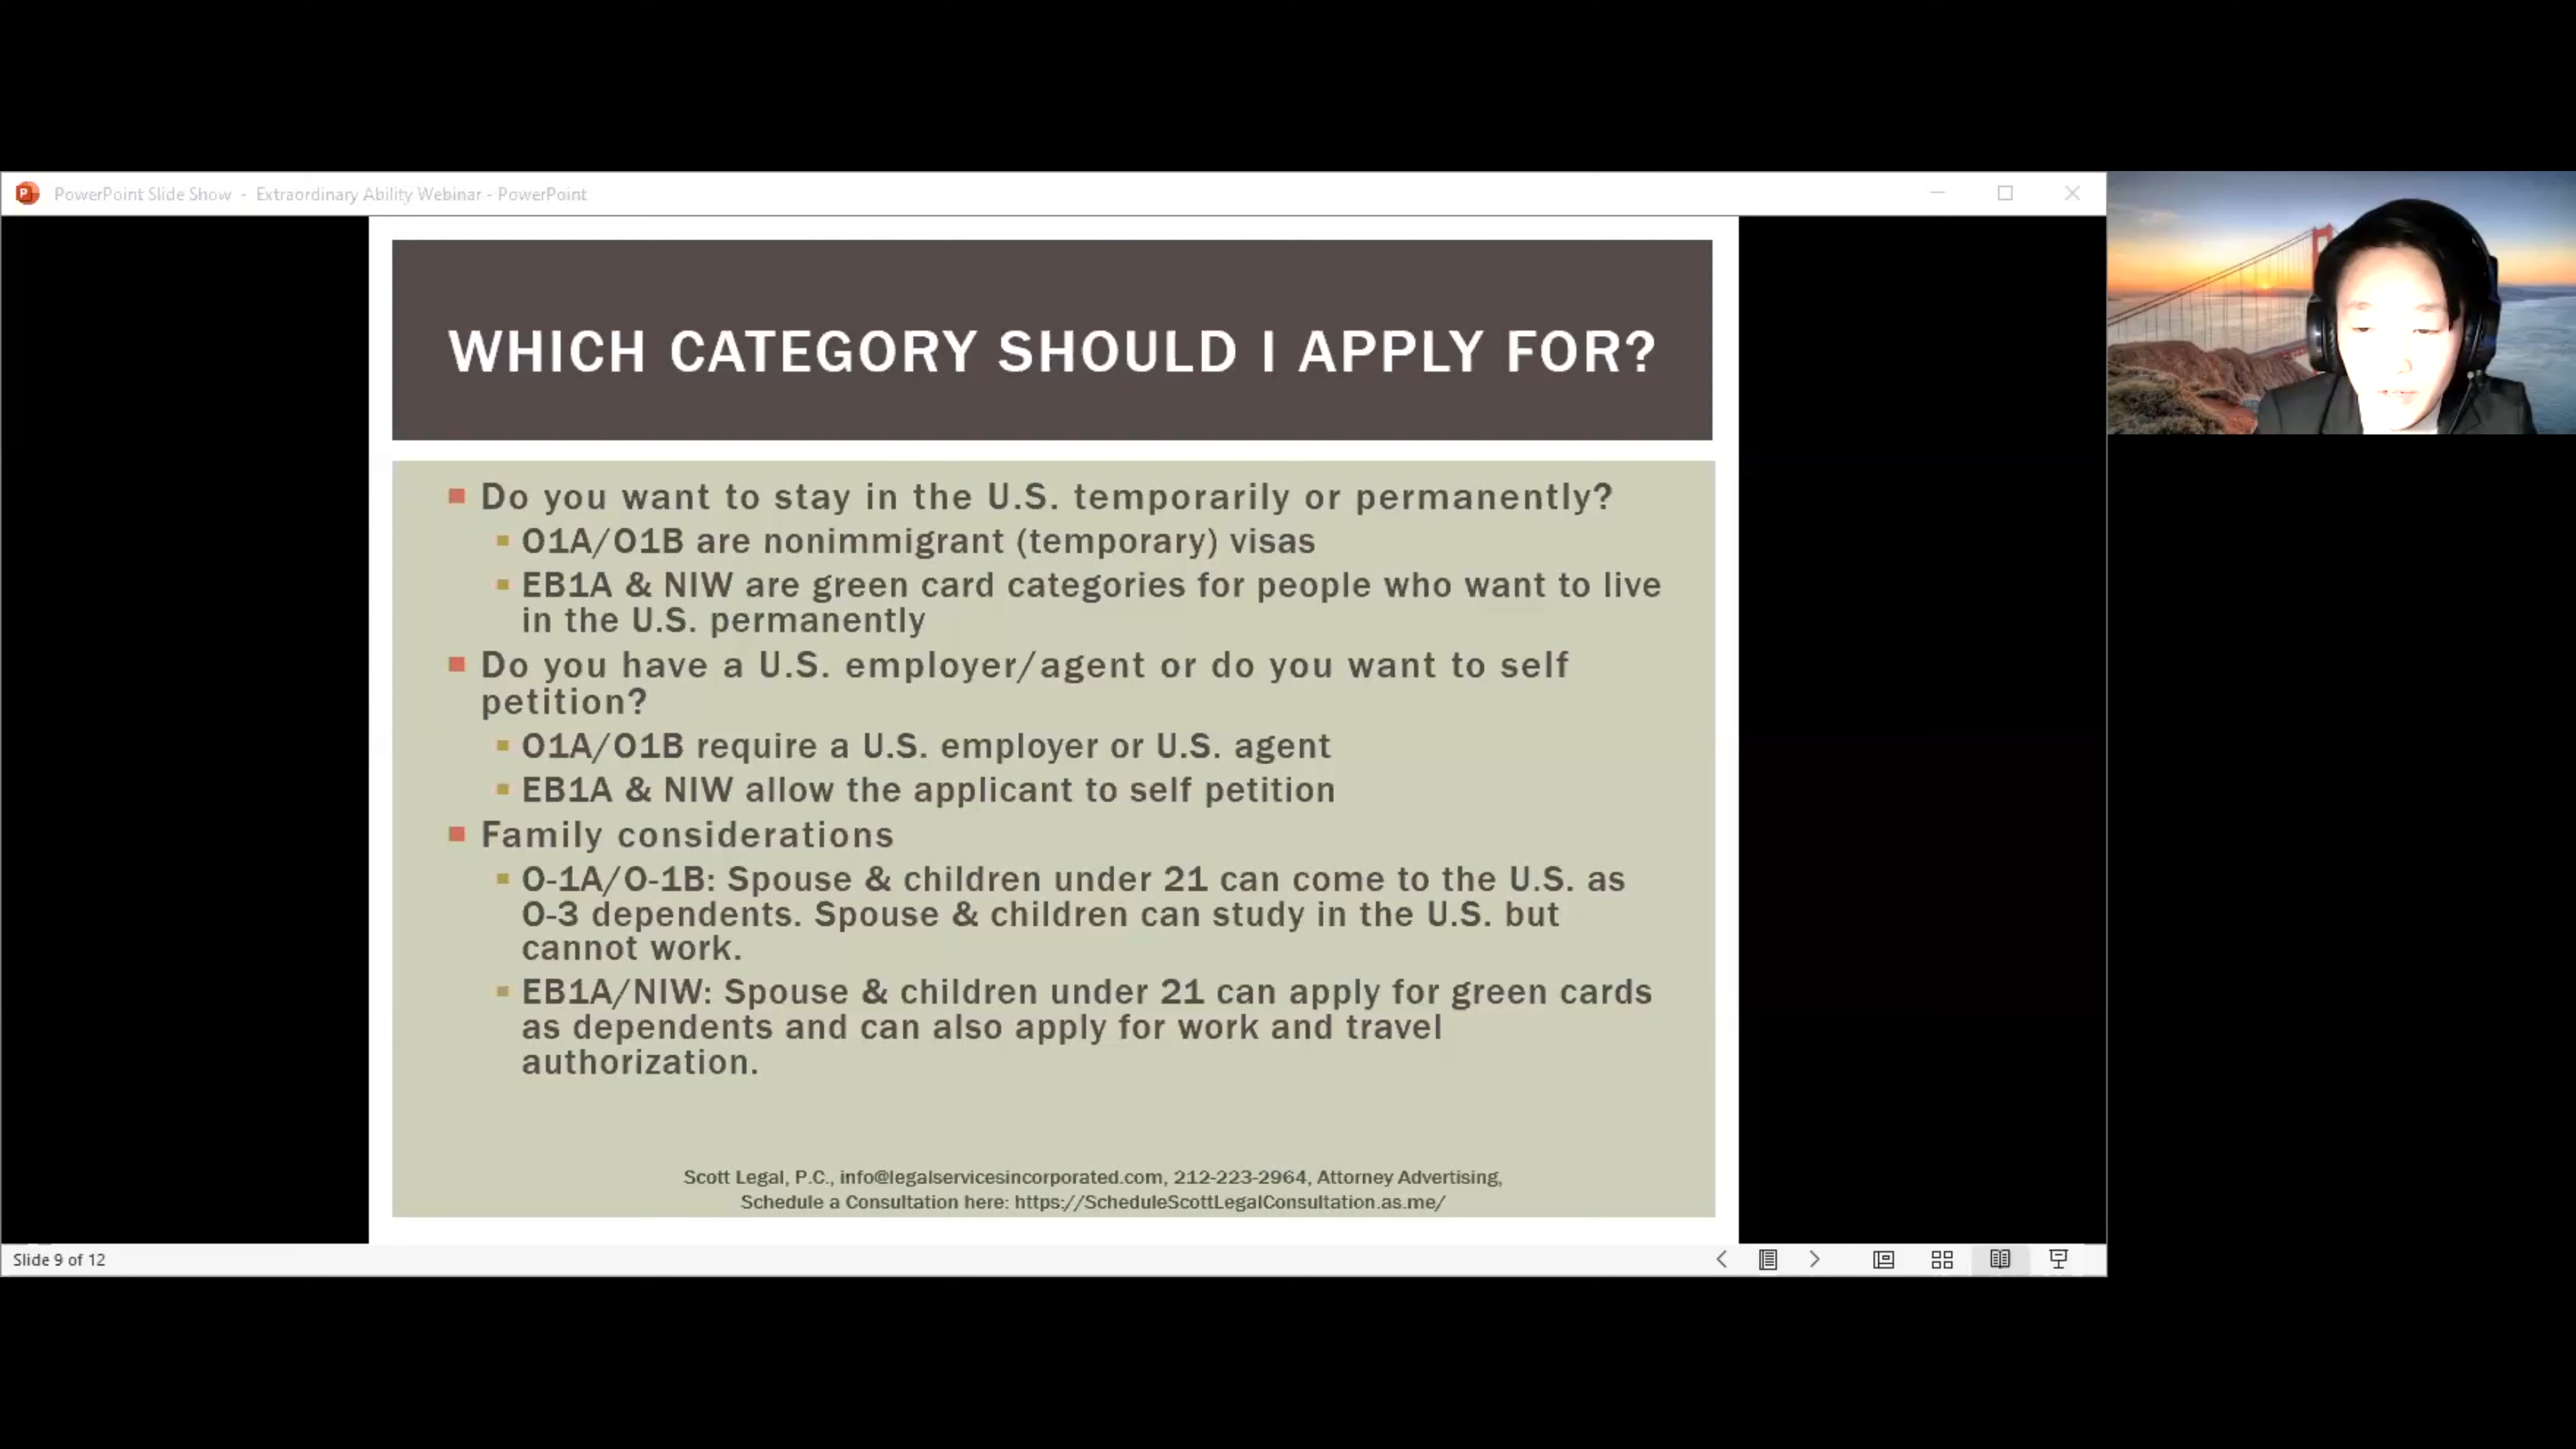 PowerPoint Slide Show - Extraordinary Ability Webinar - PowerPoint
WHICH CATEGORY SHOULD I APPLY FOR?
Do you want to stay in the U.S. temporarily or permanently?
O1A/O1B are nonimmigrant (temporary) visas
EB1A & NIW are green card categories for people who want to live
in the U.S. permanently
Do you have a U.S. employer/agent or do you want to self
petition?
O1A/O1B require a U.S. employer or U.S. agent
EB1A & NIW allow the applicant to self petition
Family considerations
O-1A/O-1B: Spouse & children under 21 can come to the U.S. as
O-3 dependents. Spouse & children can study in the U.S. but
cannot work.
EB1A/NIW: Spouse & children under 21 can apply for green cards
as dependents and can also apply for work and travel
authorization.
Scott Legal, P.C., info@legalservicesincorporated.com, 212-223-2964, Attorney Advertising,
Schedule a Consultation here: https://ScheduleScottLegalConsultation.as.me/
Slide 9 of 12